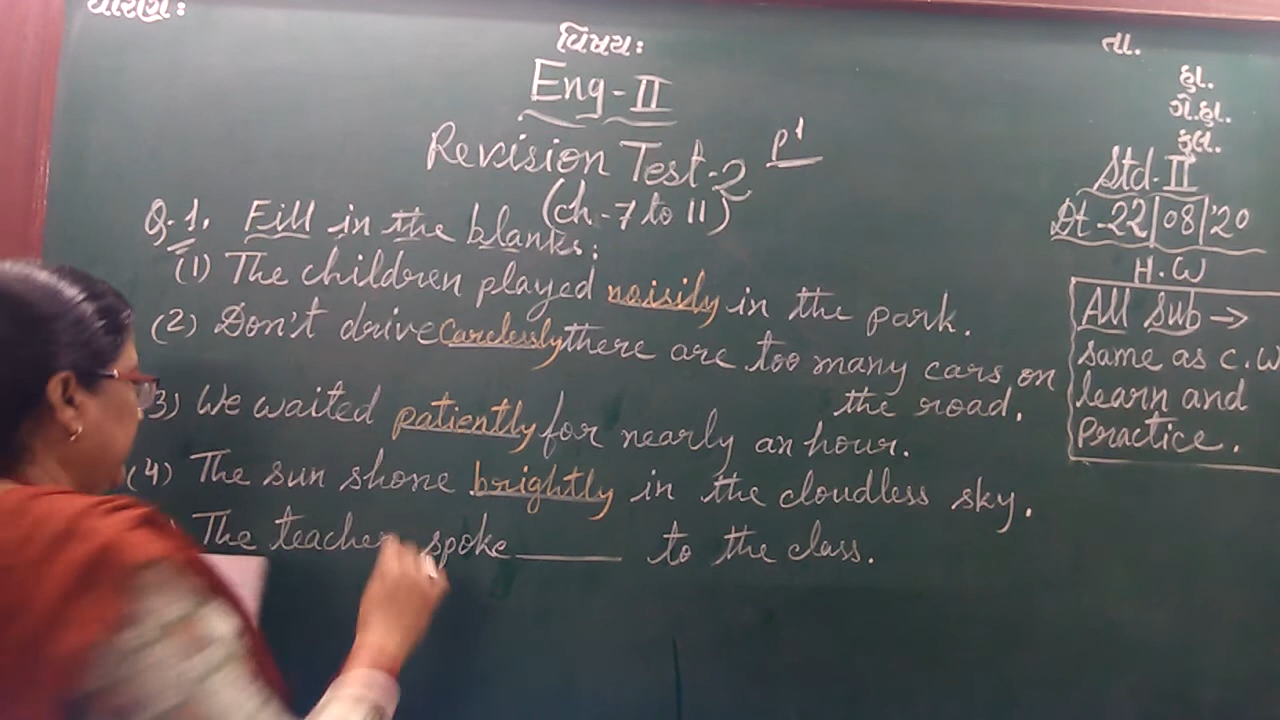 વિષય:
તા.
Eng-II
હા.
ગે.હા.
કુલ.
Revision Test-2 P1
(ch-7 to 11)
Std-II
Dt-22|08|'20
Q-1. Fill in the blanks:
(1) The children played noisily in the park.
(2) Don't drive Carelessly there are too many cars on
the road.
3) We waited patiently for nearly an hour.
(4) The sun shone brightly in the cloudless sky.
The teacher spoke ______ to the class.
H.W
All Sub →
same as C.W
learn and
practice.